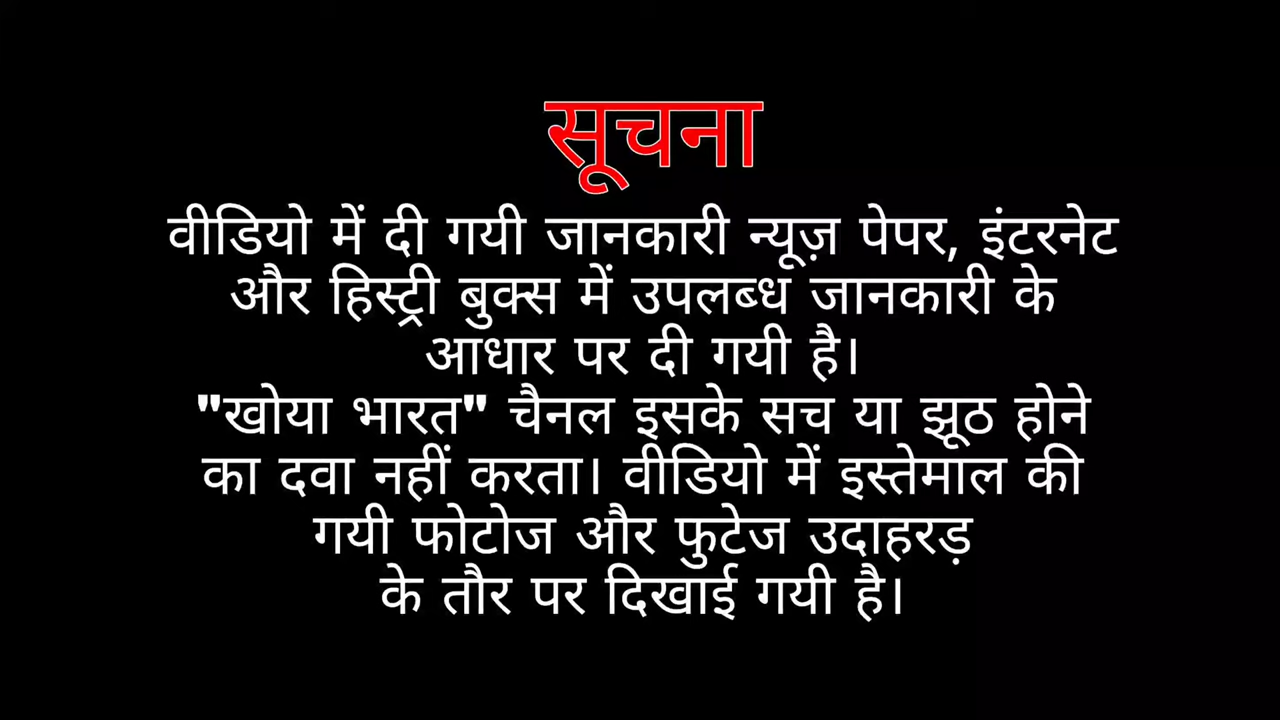 सूचना
वीडियो में दी गयी जानकारी न्यूज़ पेपर, इंटरनेट
और हिस्ट्री बुक्स में उपलब्ध जानकारी के
आधार पर दी गयी है।
"खोया भारत" चैनल इसके सच या झूठ होने
का दवा नहीं करता। वीडियो में इस्तेमाल की
गयी फोटोज और फुटेज उदाहरड़
के तौर पर दिखाई गयी है।